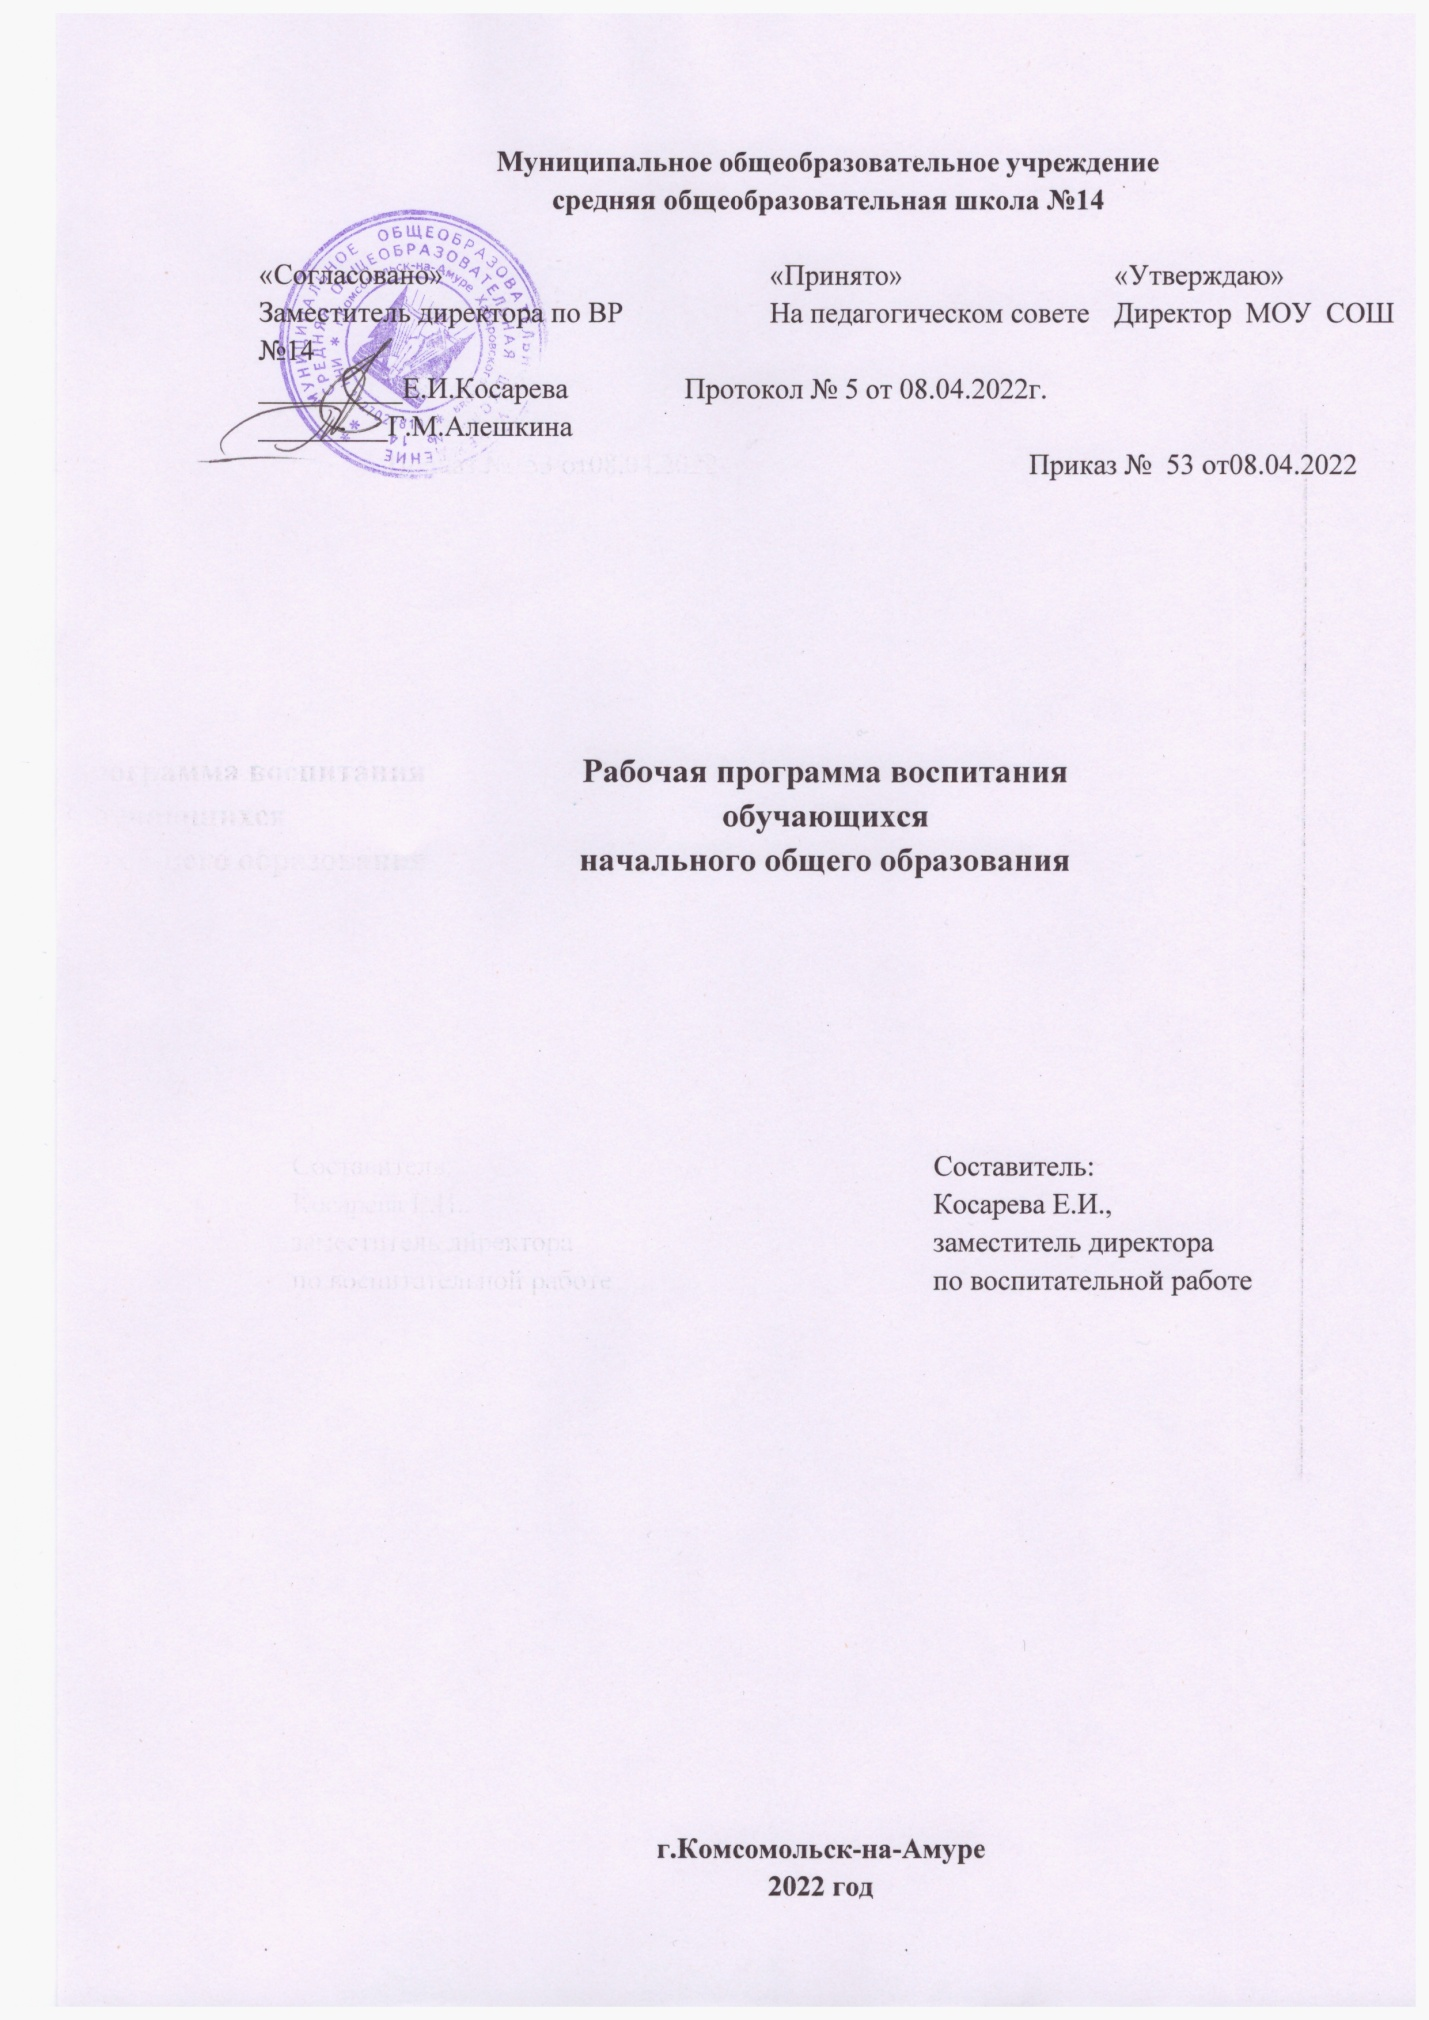 Муниципальное общеобразовательное учреждение
средняя общеобразовательная школа №14
«Согласовано» «Принято» «Утверждаю»
Заместитель директора по ВР На педагогическом совете Директор МОУ СОШ
№14
__________Е.И.Косарева Протокол № 5 от 08.04.2022г.
_________Г.М.Алешкина
Приказ № 53 от08.04.2022
Рабочая программа воспитания
обучающихся
начального общего образования
Составитель:
Косарева Е.И.,
заместитель директора
по воспитательной работе
г.Комсомольск-на-Амуре
2022 год